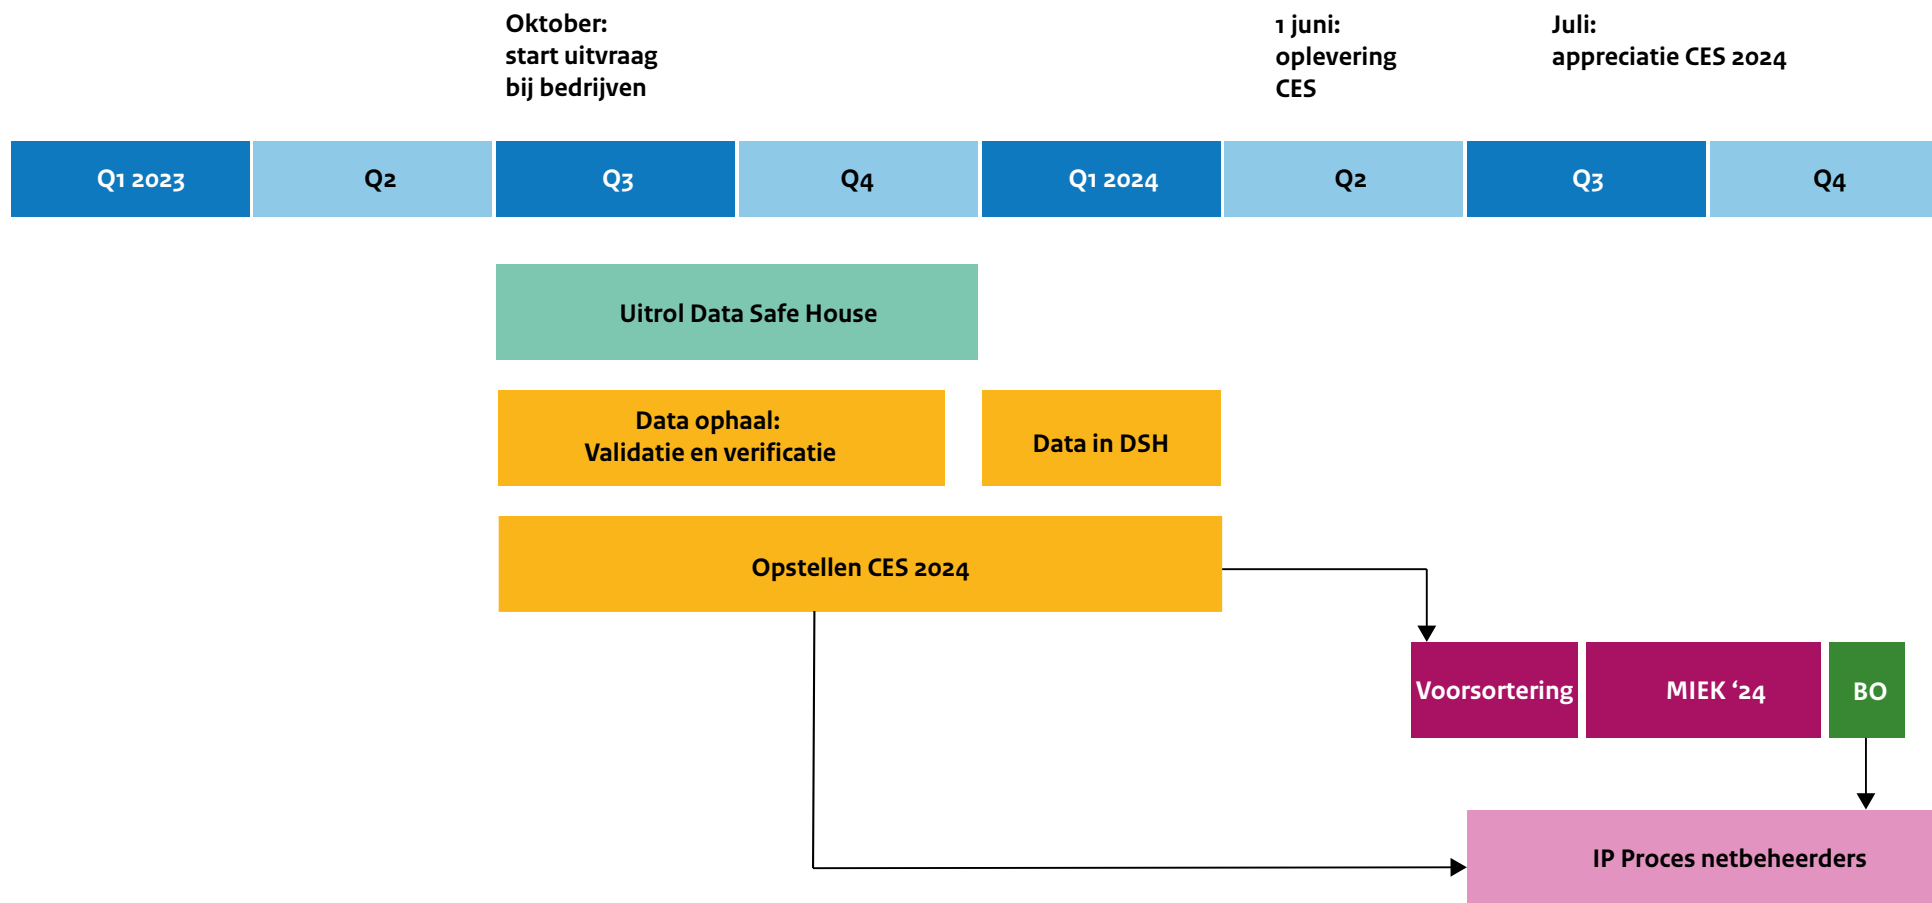 Oktober:
start uitvraag
bij bedrijven
1 juni:
oplevering
CES
Juli:
appreciatie CES 2024
Q1 2023
Q2
Q3
Q4
Q1 2024
Q2
Q3
Q4
Uitrol Data Safe House
Data ophaal:
Validatie en verificatie
Data in DSH
Opstellen CES 2024
Voorsortering
MIEK ‘24
BO
IP Proces netbeheerders